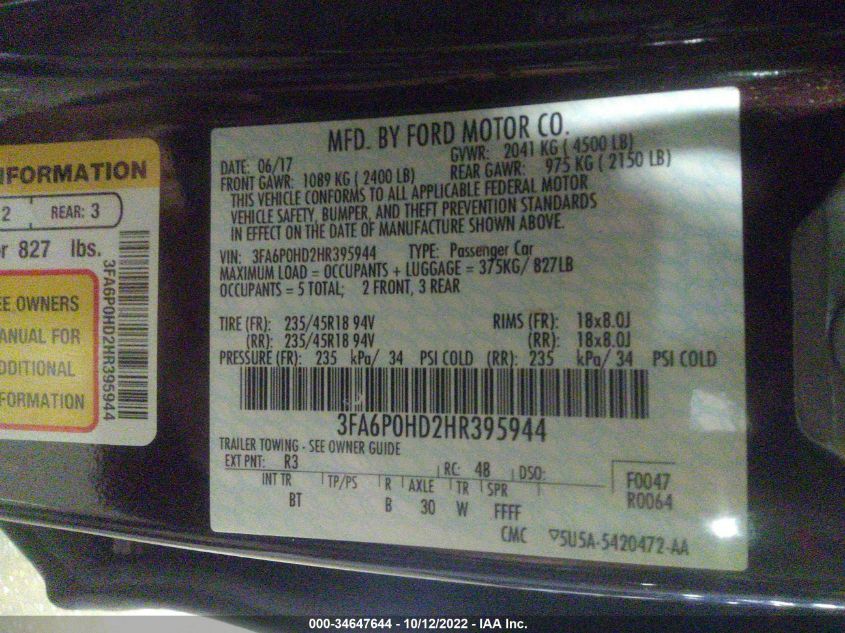 NFORMATION
2 REAR: 3
r 827 lbs.
EE OWNERS
ANUAL FOR
DDITIONAL
FORMATION
3FA6P0HD2HR395944
MFD. BY FORD MOTOR CO.
DATE: 06/17 GVWR: 2041 KG ( 4500 LB)
FRONT GAWR: 1089 KG ( 2400 LB) REAR GAWR: 975 KG ( 2150 LB)
THIS VEHICLE CONFORMS TO ALL APPLICABLE FEDERAL MOTOR
VEHICLE SAFETY, BUMPER, AND THEFT PREVENTION STANDARDS
IN EFFECT ON THE DATE OF MANUFACTURE SHOWN ABOVE.
VIN: 3FA6P0HD2HR395944 TYPE: Passenger Car
MAXIMUM LOAD = OCCUPANTS + LUGGAGE = 375KG/ 827LB
OCCUPANTS = 5 TOTAL; 2 FRONT, 3 REAR
TIRE (FR): 235/45R18 94V RIMS (FR): 18x8.0J
(RR): 235/45R18 94V (RR): 18x8.0J
PRESSURE (FR): 235 kPa/ 34 PSI COLD (RR): 235 kPa/ 34 PSI COLD
3FA6P0HD2HR395944
TRAILER TOWING - SEE OWNER GUIDE
EXT PNT: R3 RC: 48 DSO: F0047
INT TR TP/PS R AXLE TR SPR R0064
BT B 30 W FFFF
CMC ▽5U5A-5420472-AA
000-34647644 - 10/12/2022 - IAA Inc.